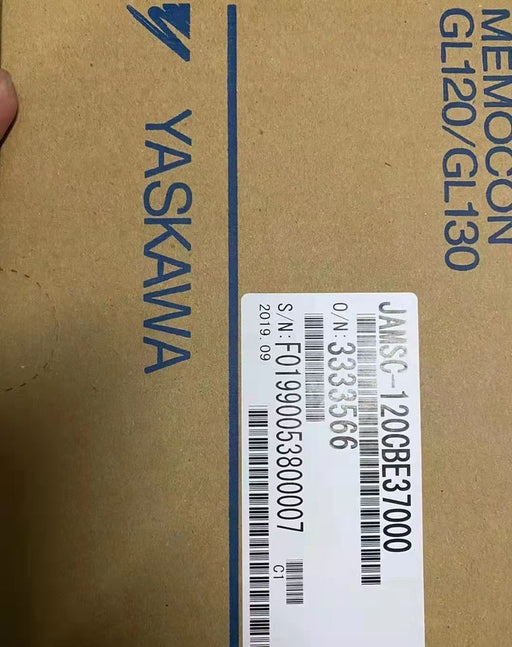 MEMOCON
GL120/GL130
YASKAWA
JAMSC-120CBE37000
O/N:3333566
S/N:F0199005380007
2019.09
C1